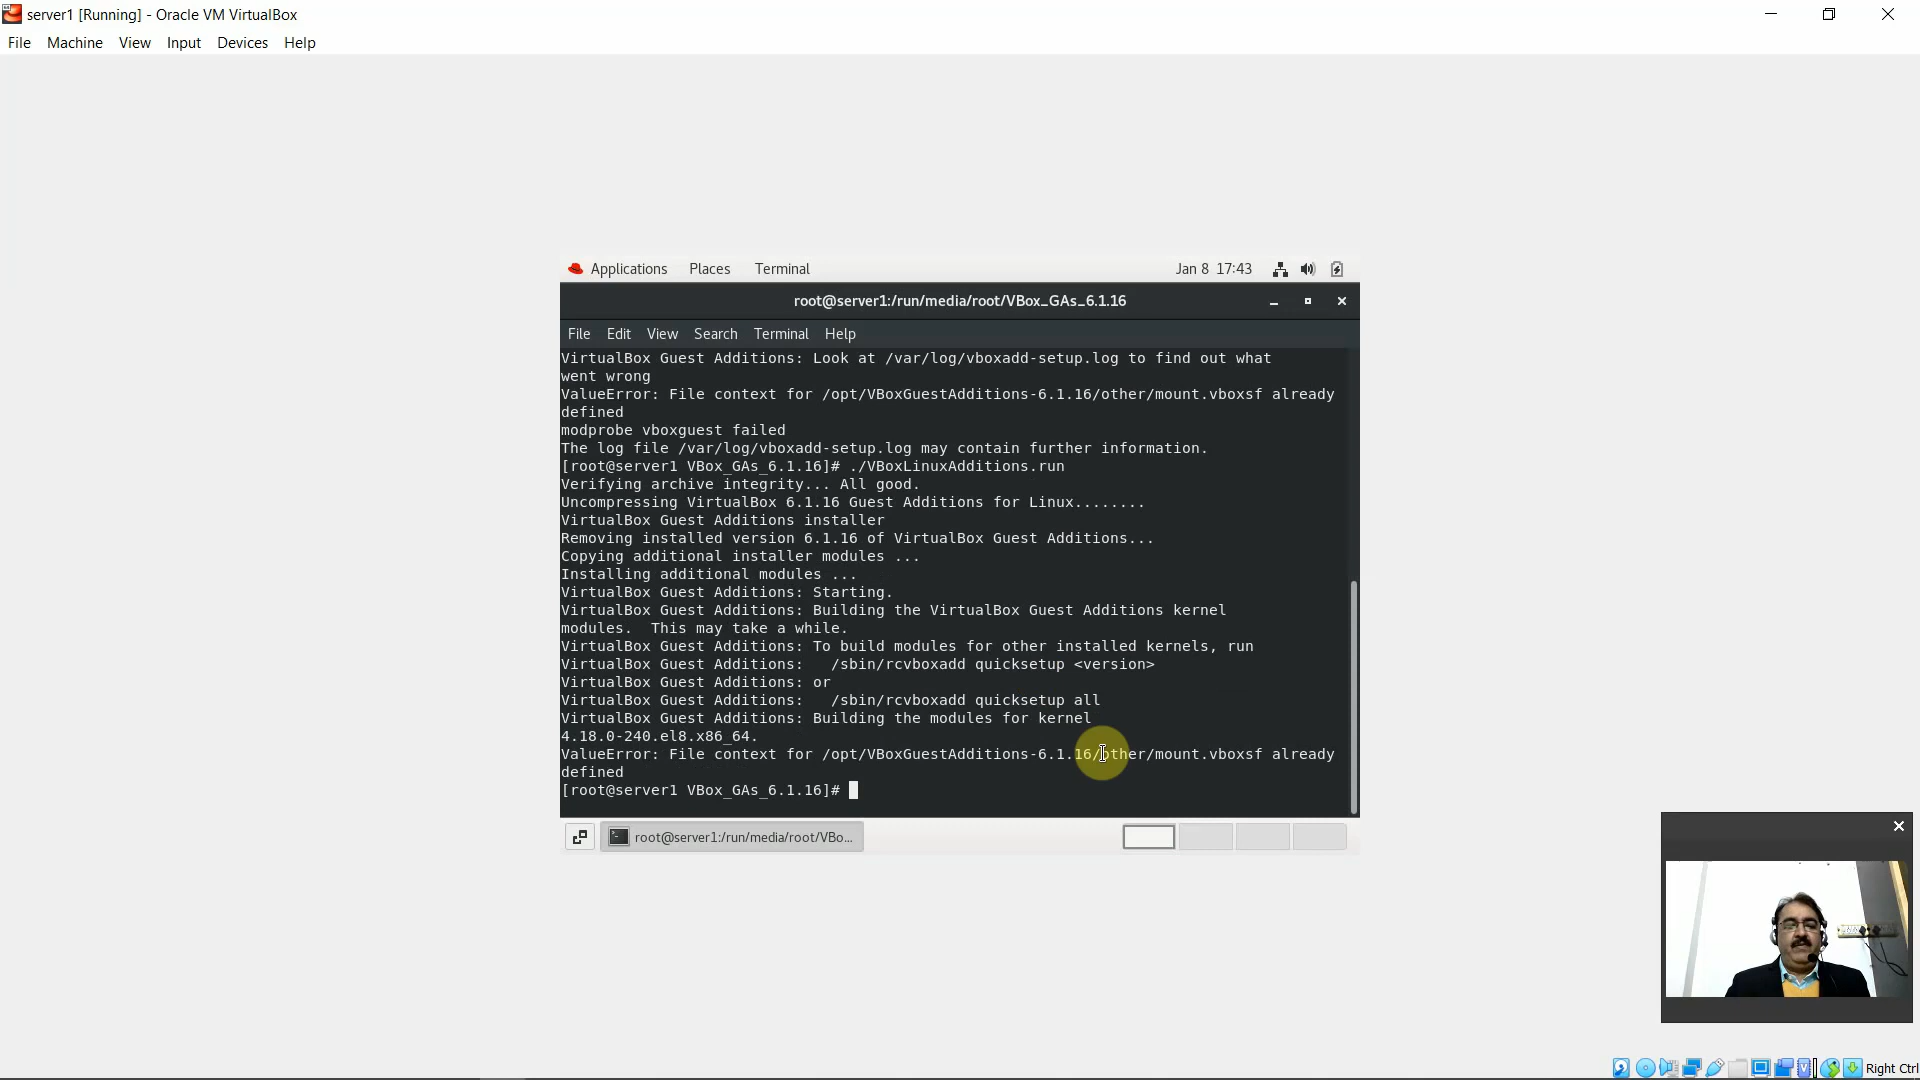 server1 [Running] - Oracle VM VirtualBox
File Machine View Input Devices Help
Applications Places Terminal Jan 8 17:43
root@server1:/run/media/root/VBox_GAs_6.1.16
File Edit View Search Terminal Help
VirtualBox Guest Additions: Look at /var/log/vboxadd-setup.log to find out what
went wrong
ValueError: File context for /opt/VBoxGuestAdditions-6.1.16/other/mount.vboxsf already
defined
modprobe vboxguest failed
The log file /var/log/vboxadd-setup.log may contain further information.
[root@server1 VBox_GAs_6.1.16]# ./VBoxLinuxAdditions.run
Verifying archive integrity... All good.
Uncompressing VirtualBox 6.1.16 Guest Additions for Linux........
VirtualBox Guest Additions installer
Removing installed version 6.1.16 of VirtualBox Guest Additions...
Copying additional installer modules ...
Installing additional modules ...
VirtualBox Guest Additions: Starting.
VirtualBox Guest Additions: Building the VirtualBox Guest Additions kernel
modules.  This may take a while.
VirtualBox Guest Additions: To build modules for other installed kernels, run
VirtualBox Guest Additions:   /sbin/rcvboxadd quicksetup <version>
VirtualBox Guest Additions: or
VirtualBox Guest Additions:   /sbin/rcvboxadd quicksetup all
VirtualBox Guest Additions: Building the modules for kernel
4.18.0-240.el8.x86_64.
ValueError: File context for /opt/VBoxGuestAdditions-6.1.16/other/mount.vboxsf already
defined
[root@server1 VBox_GAs_6.1.16]#
root@server1:/run/media/root/VBo...
Right Ctrl